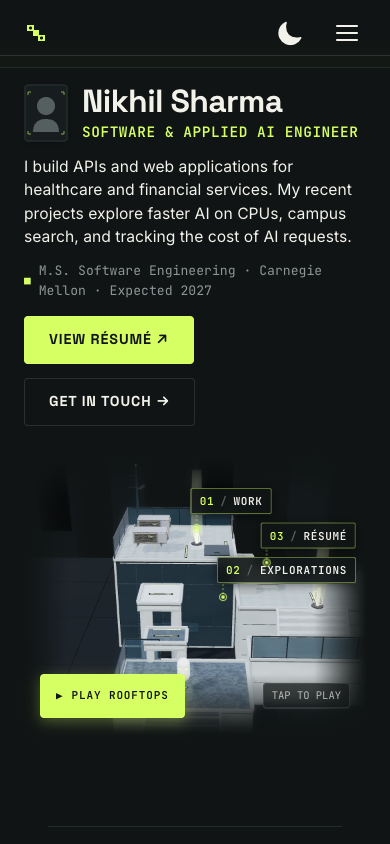 Nikhil Sharma
SOFTWARE & APPLIED AI ENGINEER
I build APIs and web applications for
healthcare and financial services. My recent
projects explore faster AI on CPUs, campus
search, and tracking the cost of AI requests.
M.S. Software Engineering · Carnegie
Mellon · Expected 2027
VIEW RÉSUMÉ ↗
GET IN TOUCH →
01 / WORK
03 / RÉSUMÉ
02 / EXPLORATIONS
▶ PLAY ROOFTOPS
TAP TO PLAY